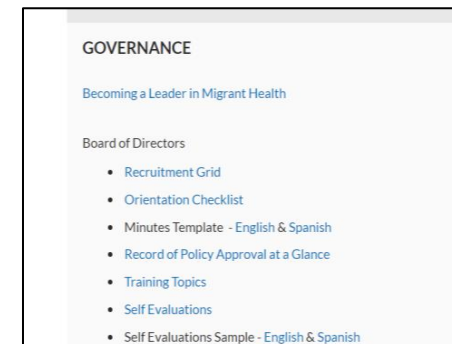 GOVERNANCE
Becoming a Leader in Migrant Health
Board of Directors
• Recruitment Grid
• Orientation Checklist
• Minutes Template - English & Spanish
• Record of Policy Approval at a Glance
• Training Topics
• Self Evaluations
• Self Evaluations Sample - English & Spanish